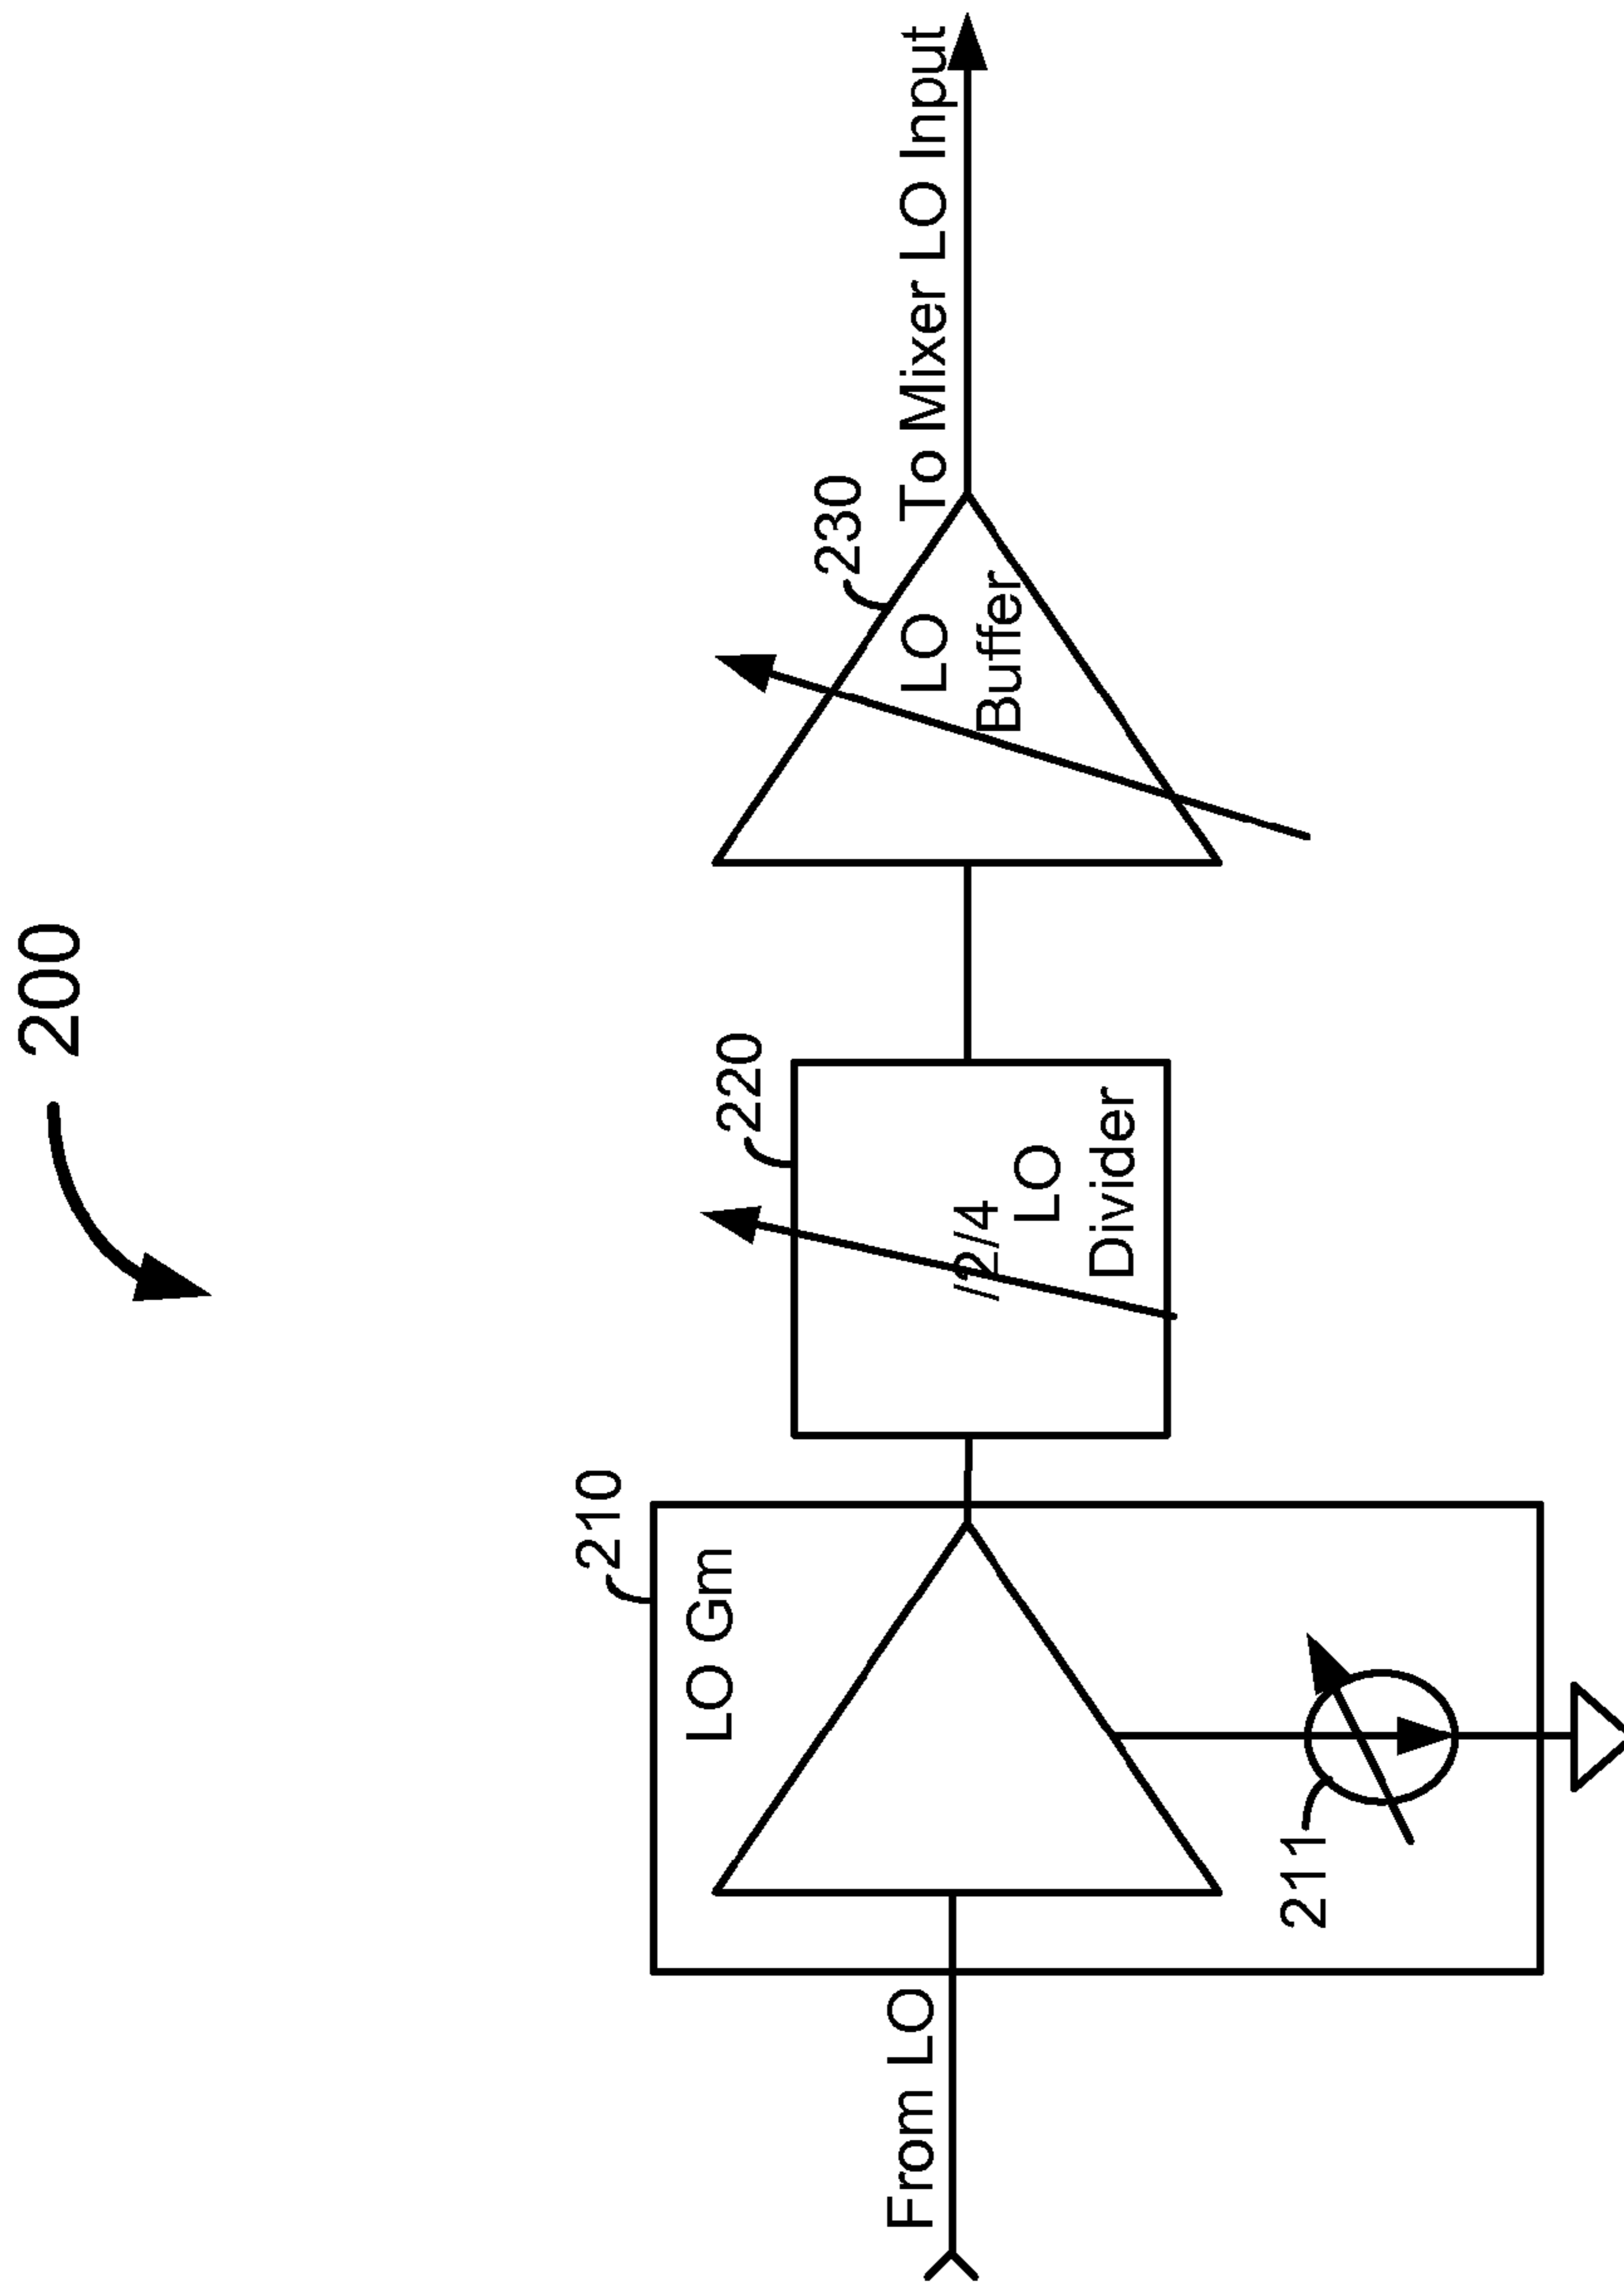 200
From LO
210
LO Gm
211
220
/2/4
LO
Divider
230
LO
Buffer
To Mixer LO Input